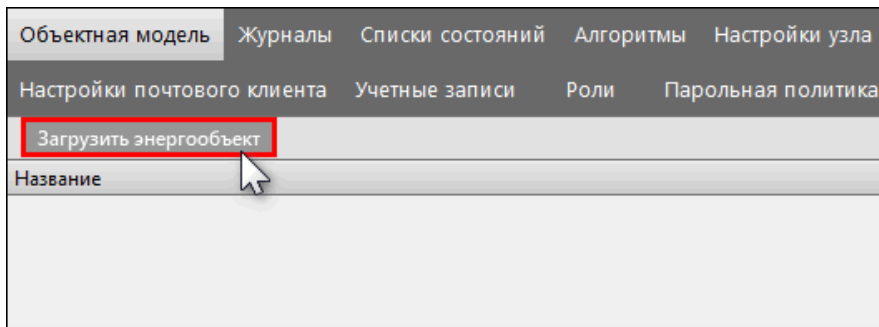 Объектная модель Журналы Списки состояний Алгоритмы Настройки узла
Настройки почтового клиента Учетные записи Роли Парольная политика
Загрузить энергообъект
Название